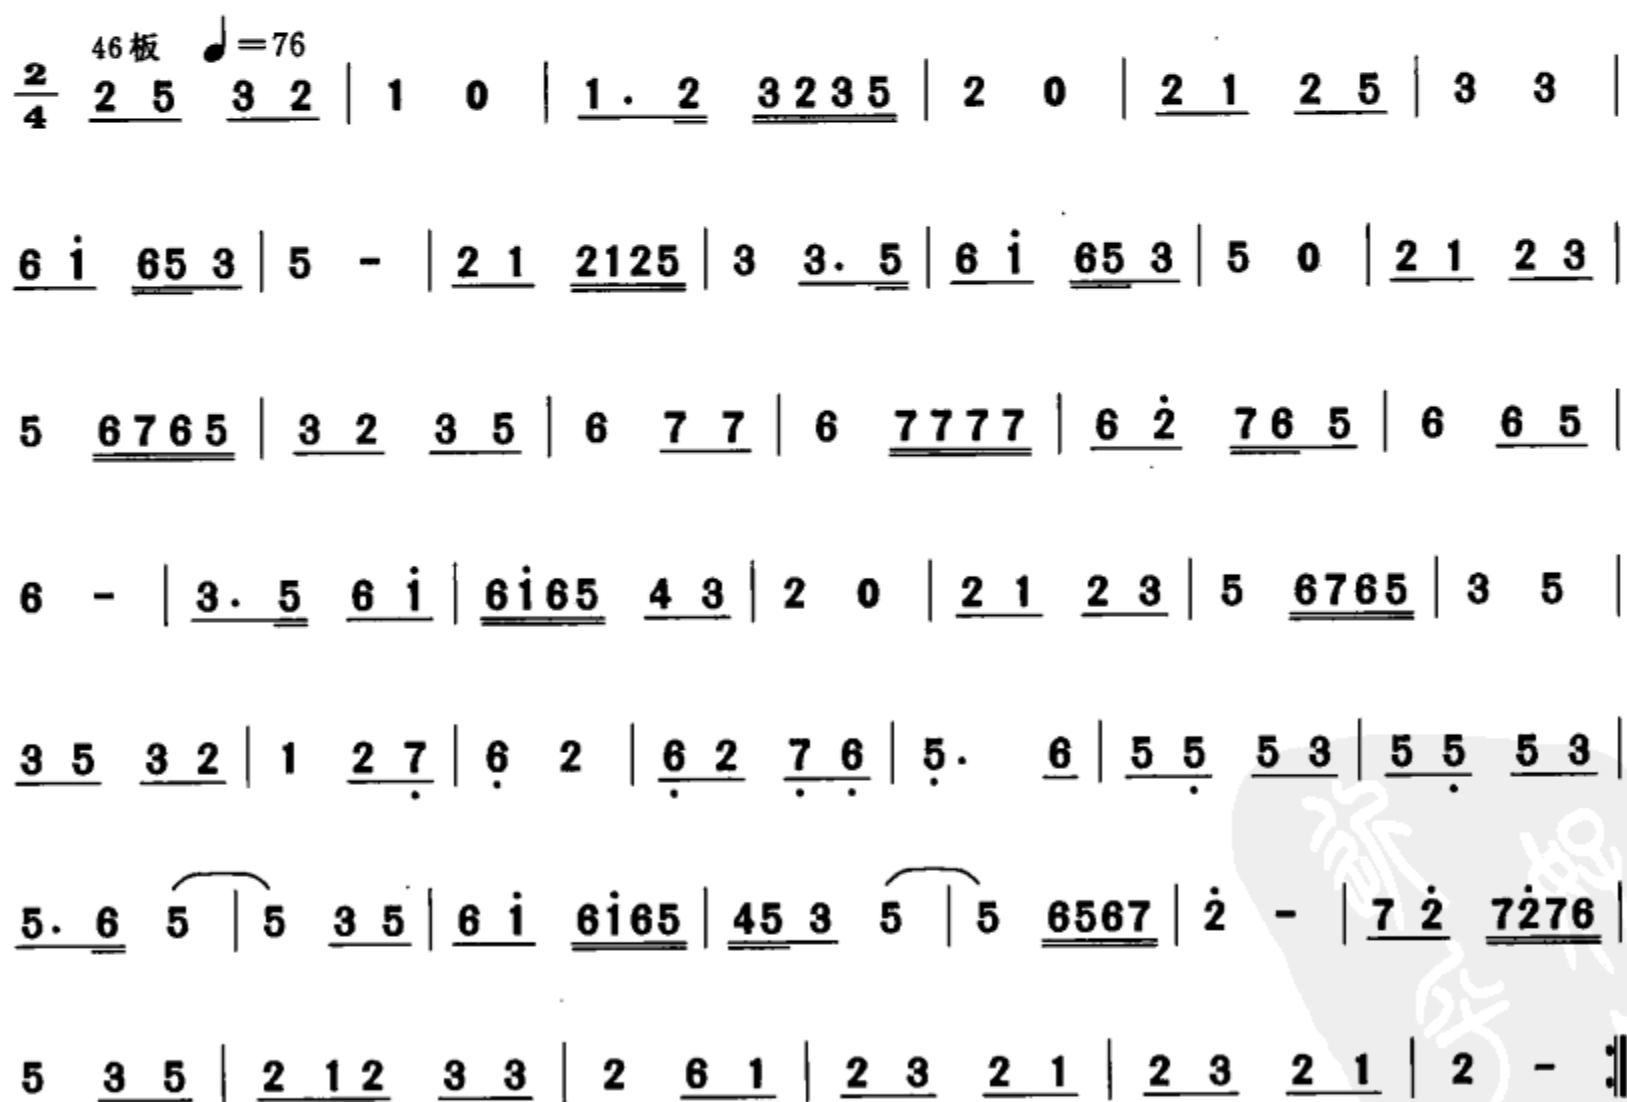 46板 ♩=76
2/4 2 5 3 2 | 1 0 | 1· 2 3235 | 2 0 | 2 1 2 5 | 3 3 |
6 i̇ 65 3 | 5 - | 2 1 2125 | 3 3· 5 | 6 i̇ 65 3 | 5 0 | 2 1 2 3 |
5 6765 | 3 2 3 5 | 6 7 7 | 6 7777 | 6 2̇ 76 5 | 6 6 5 |
6 - | 3· 5 6 i̇ | 6i̇65 4 3 | 2 0 | 2 1 2 3 | 5 6765 | 3 5 |
3 5 3 2 | 1 2 7̣ | 6̣ 2 | 6̣ 2 7̣ 6̣ | 5̣· 6 | 5 5̣ 5 3 | 5 5̣ 5 3 |
5· 6 5 | 5 3 5 | 6 i̇ 6i̇65 | 45 3 5 | 5 6567 | 2̇ - | 7 2̇ 72̇76 |
5 3 5 | 2 12 3 3 | 2 6 1 | 2 3 2 1 | 2 3 2 1 | 2 - :‖